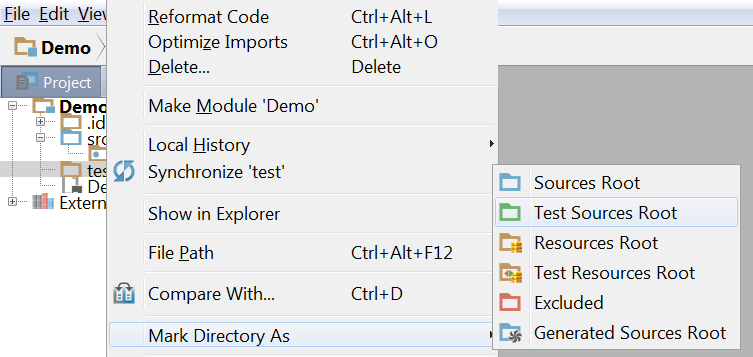 File Edit View
Demo
Project
Demo
.id
src
tes
De
Extern
Reformat Code Ctrl+Alt+L
Optimize Imports Ctrl+Alt+O
Delete... Delete
Make Module 'Demo'
Local History
Synchronize 'test'
Show in Explorer
File Path Ctrl+Alt+F12
Compare With... Ctrl+D
Mark Directory As
Sources Root
Test Sources Root
Resources Root
Test Resources Root
Excluded
Generated Sources Root